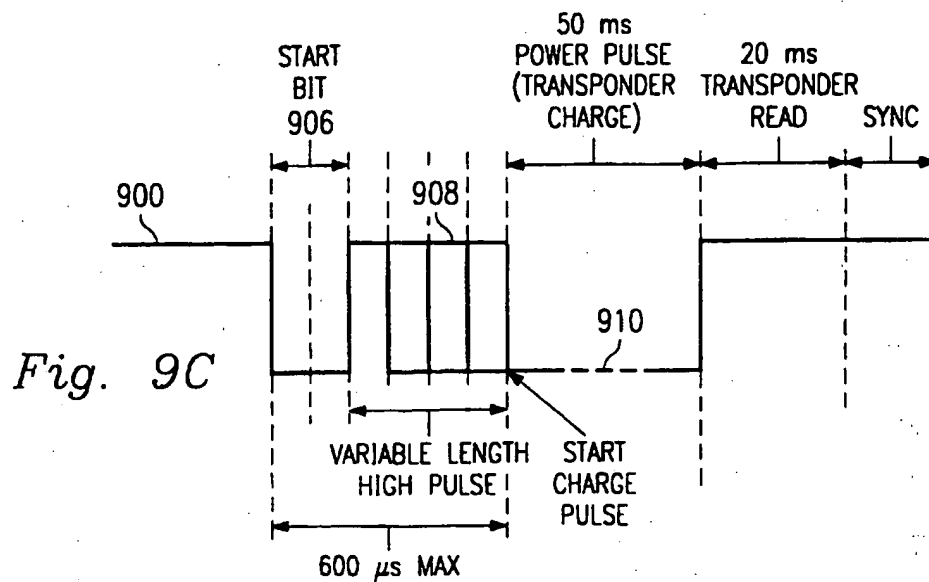 50 ms
POWER PULSE
(TRANSPONDER
CHARGE)
START
BIT
906
20 ms
TRANSPONDER
READ
SYNC
900
908
910
Fig. 9C
VARIABLE LENGTH
HIGH PULSE
START
CHARGE
PULSE
600 µs MAX